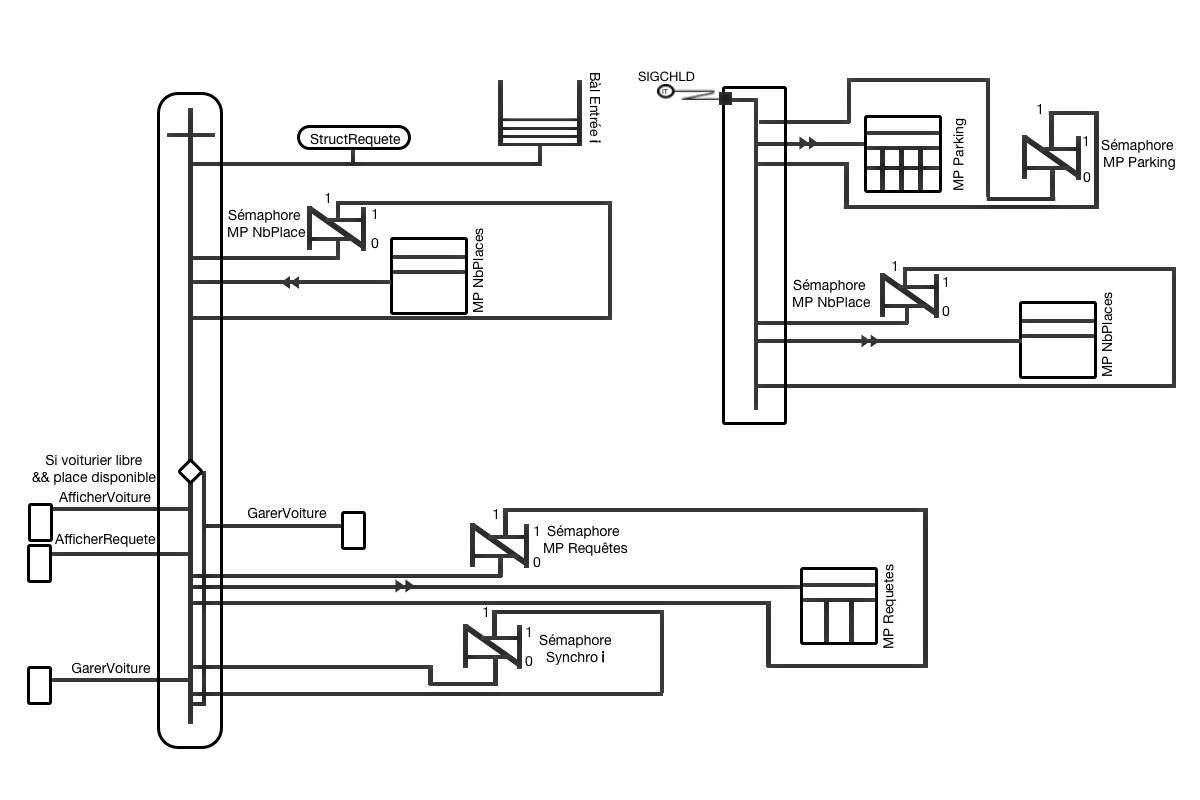 Bàl Entrée i
StructRequete
1
Sémaphore
MP NbPlace
1
0
MP NbPlaces
Si voiturier libre
&& place disponible
AfficherVoiture
AfficherRequete
GarerVoiture
1
1
0
Sémaphore
MP Requêtes
MP Requetes
1
1
0
Sémaphore
Synchro i
GarerVoiture
SIGCHLD
IT
MP Parking
1
1
0
Sémaphore
MP Parking
1
Sémaphore
MP NbPlace
1
0
MP NbPlaces